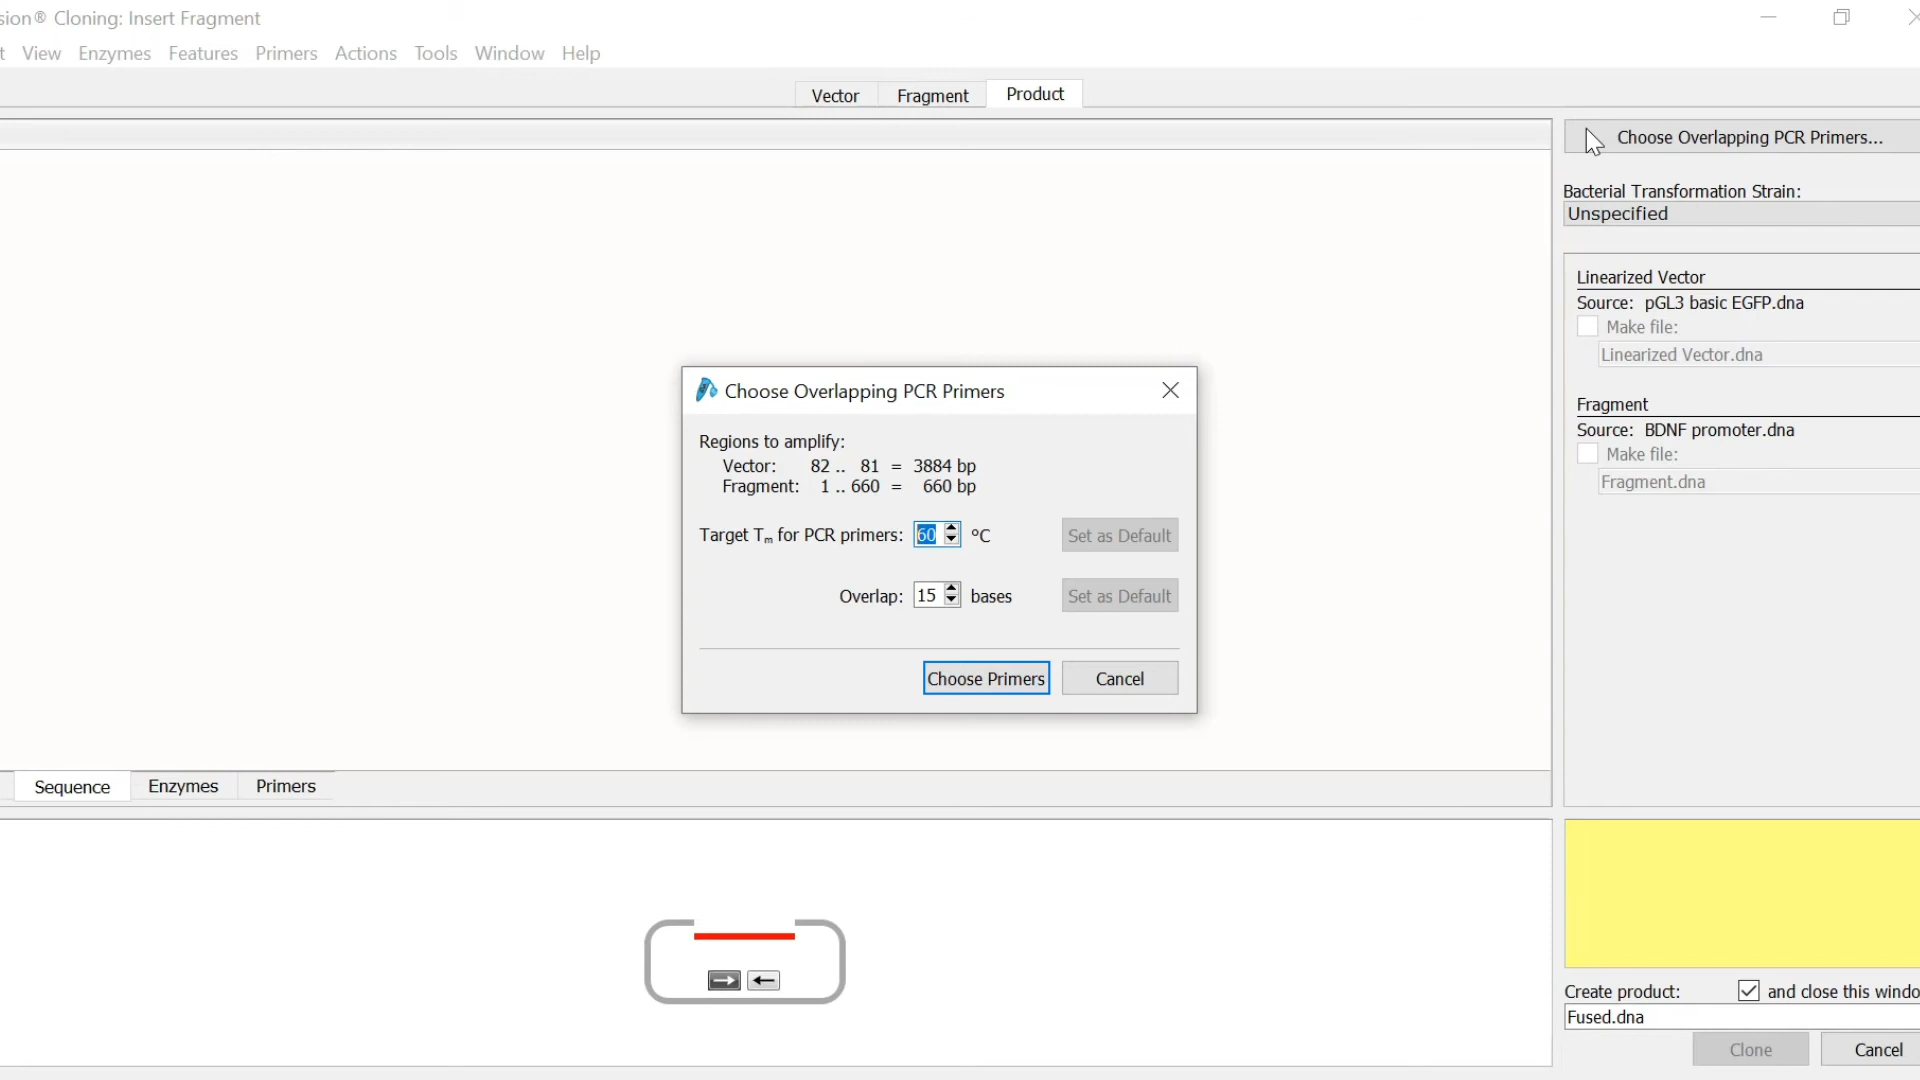 sion® Cloning: Insert Fragment
t View Enzymes Features Primers Actions Tools Window Help
Vector Fragment Product
Choose Overlapping PCR Primers...
Bacterial Transformation Strain:
Unspecified
Linearized Vector
Source: pGL3 basic EGFP.dna
Make file:
Linearized Vector.dna
Fragment
Source: BDNF promoter.dna
Make file:
Fragment.dna
Choose Overlapping PCR Primers
Regions to amplify:
Vector: 82 .. 81 = 3884 bp
Fragment: 1 .. 660 = 660 bp
Target Tm for PCR primers: 60 °C Set as Default
Overlap: 15 bases Set as Default
Choose Primers Cancel
Sequence Enzymes Primers
Create product: and close this windo
Fused.dna
Clone Cancel